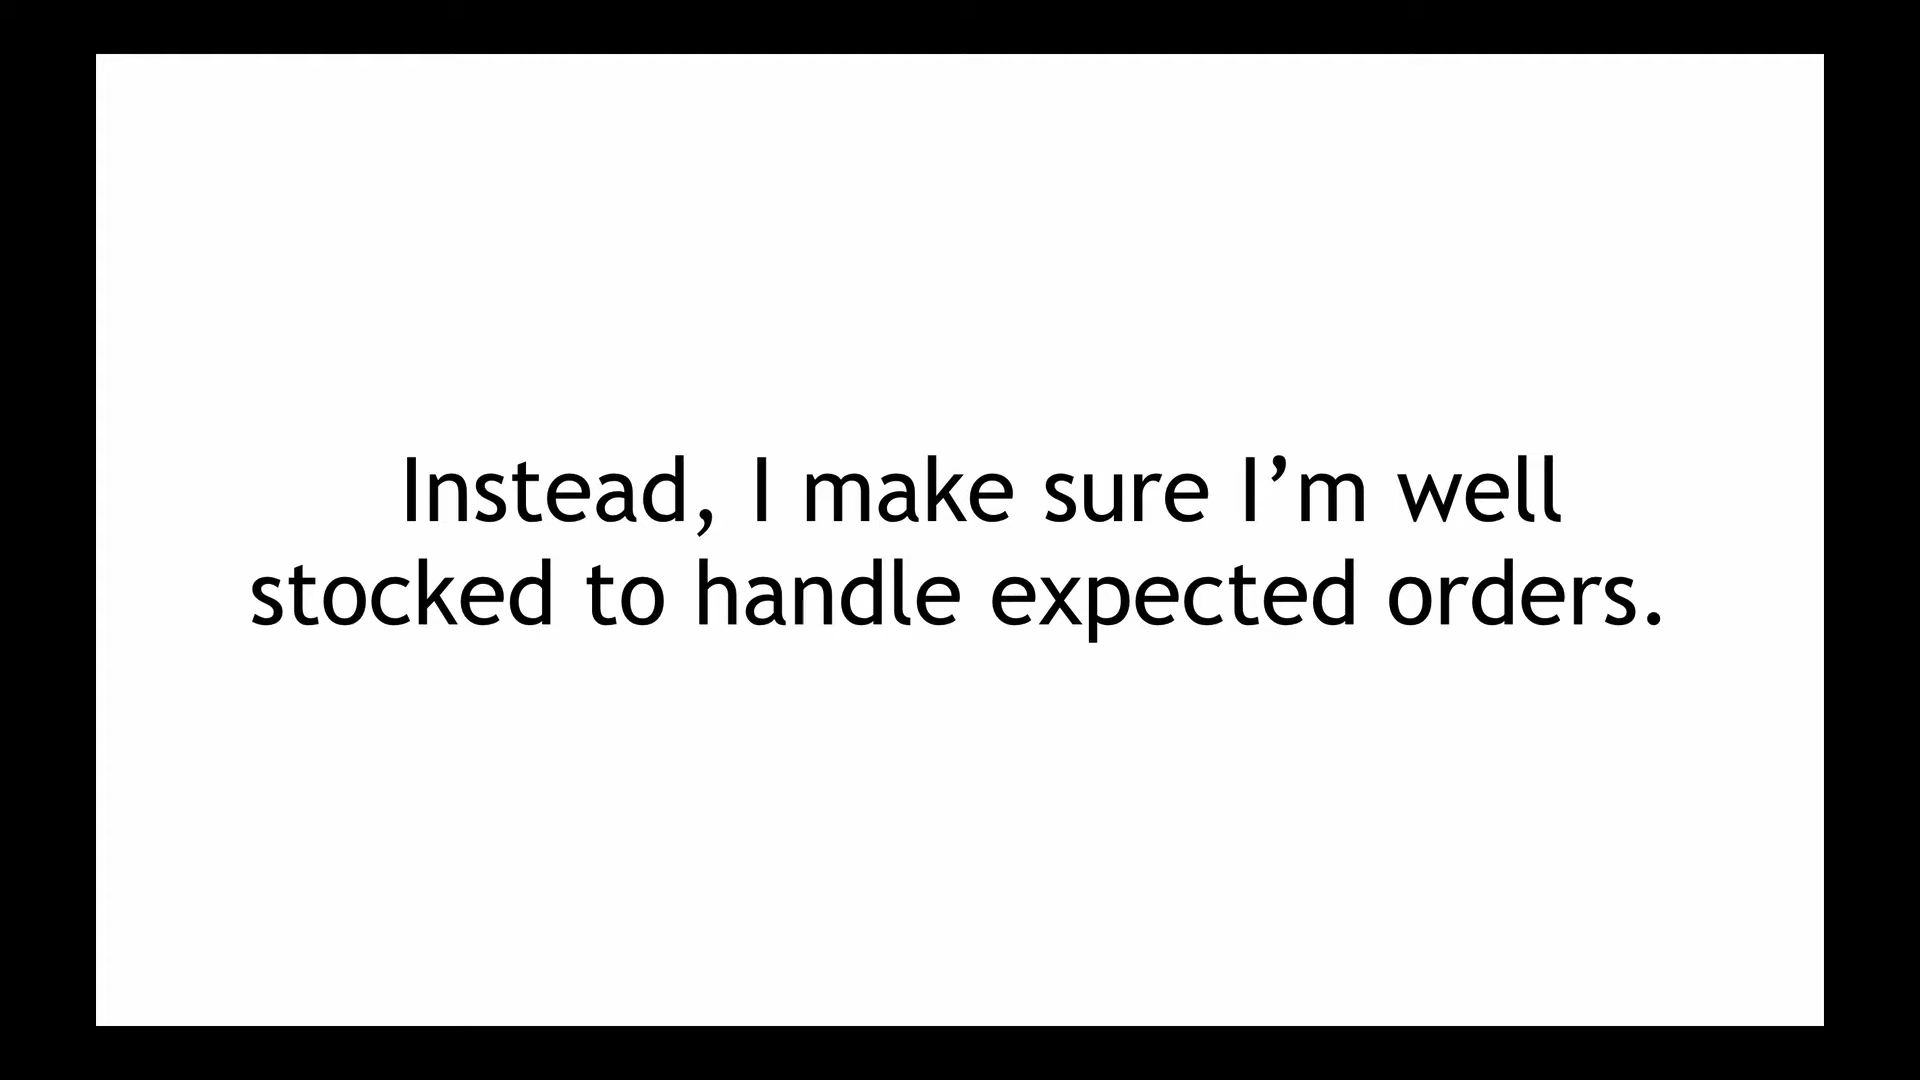 Instead, I make sure I’m well
stocked to handle expected orders.